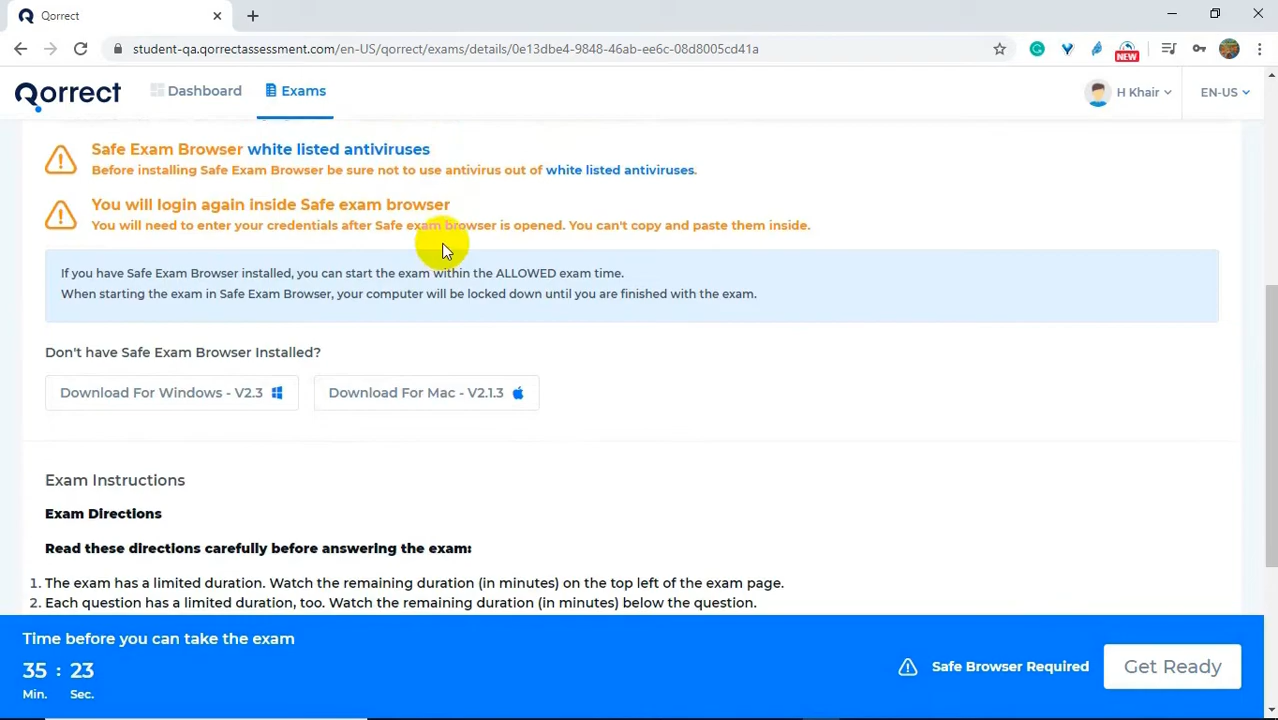 Qorrect
student-qa.qorrectassessment.com/en-US/qorrect/exams/details/0e13dbe4-9848-46ab-ee6c-08d8005cd41a
NEW
Qorrect
Dashboard
Exams
H Khair
EN-US
Safe Exam Browser white listed antiviruses
Before installing Safe Exam Browser be sure not to use antivirus out of white listed antiviruses.
You will login again inside Safe exam browser
You will need to enter your credentials after Safe exam browser is opened. You can't copy and paste them inside.
If you have Safe Exam Browser installed, you can start the exam within the ALLOWED exam time.
When starting the exam in Safe Exam Browser, your computer will be locked down until you are finished with the exam.
Don't have Safe Exam Browser Installed?
Download For Windows - V2.3
Download For Mac - V2.1.3
Exam Instructions
Exam Directions
Read these directions carefully before answering the exam:
1. The exam has a limited duration. Watch the remaining duration (in minutes) on the top left of the exam page.
2. Each question has a limited duration, too. Watch the remaining duration (in minutes) below the question.
Time before you can take the exam
35 : 23
Min. Sec.
Safe Browser Required
Get Ready